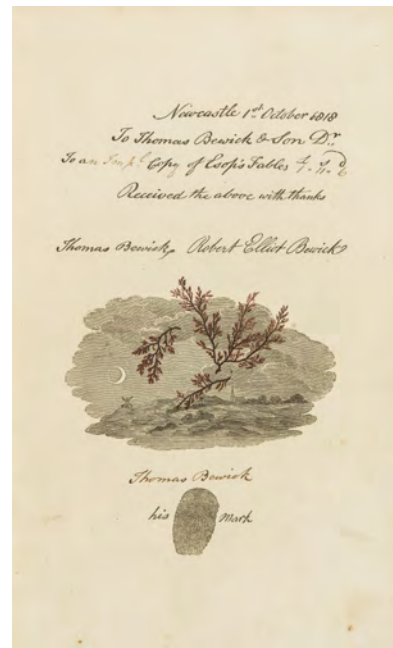 Newcastle 1st. October 1818
To Thomas Bewick & Son Dr.
To an Impl. Copy of Esop's Fables £ s d
Received the above with thanks
Thomas Bewick Robert Elliot Bewick
Thomas Bewick
his mark